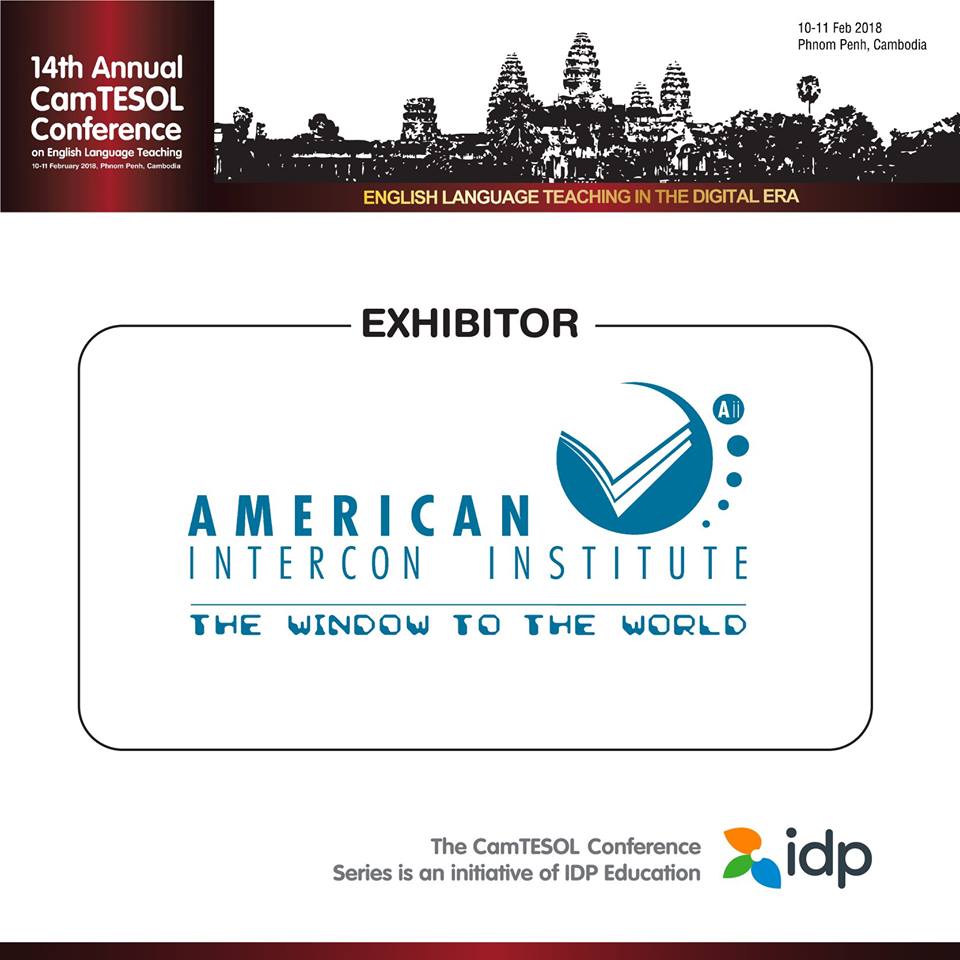 14th Annual
CamTESOL
Conference
on English Language Teaching
10-11 February 2018, Phnom Penh, Cambodia
10-11 Feb 2018
Phnom Penh, Cambodia
ENGLISH LANGUAGE TEACHING IN THE DIGITAL ERA
EXHIBITOR
Aii
AMERICAN
INTERCON INSTITUTE
THE WINDOW TO THE WORLD
The CamTESOL Conference
Series is an initiative of IDP Education
idp